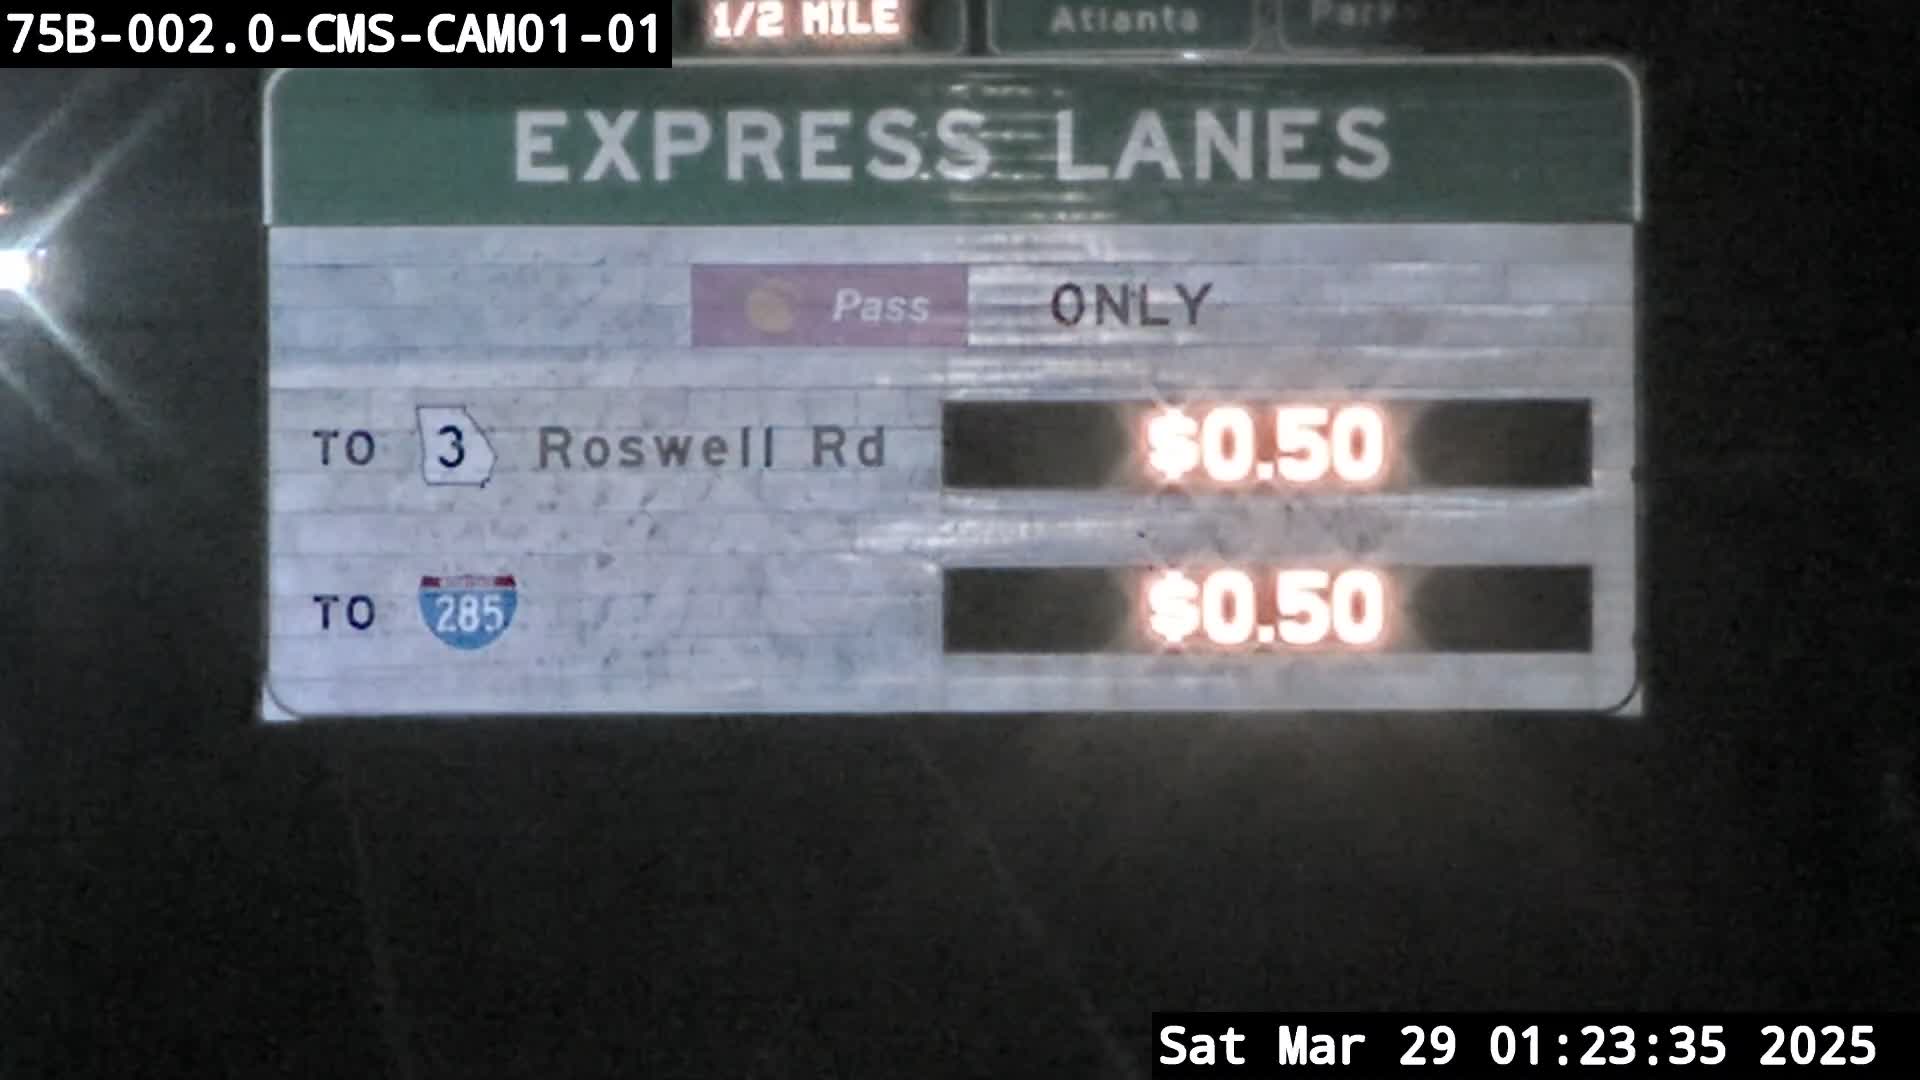 75B-002.0-CMS-CAM01-01
1/2 MILE
Atlanta
EXPRESS LANES
Pass ONLY
TO 3 Roswell Rd $0.50
TO 285 $0.50
Sat Mar 29 01:23:35 2025